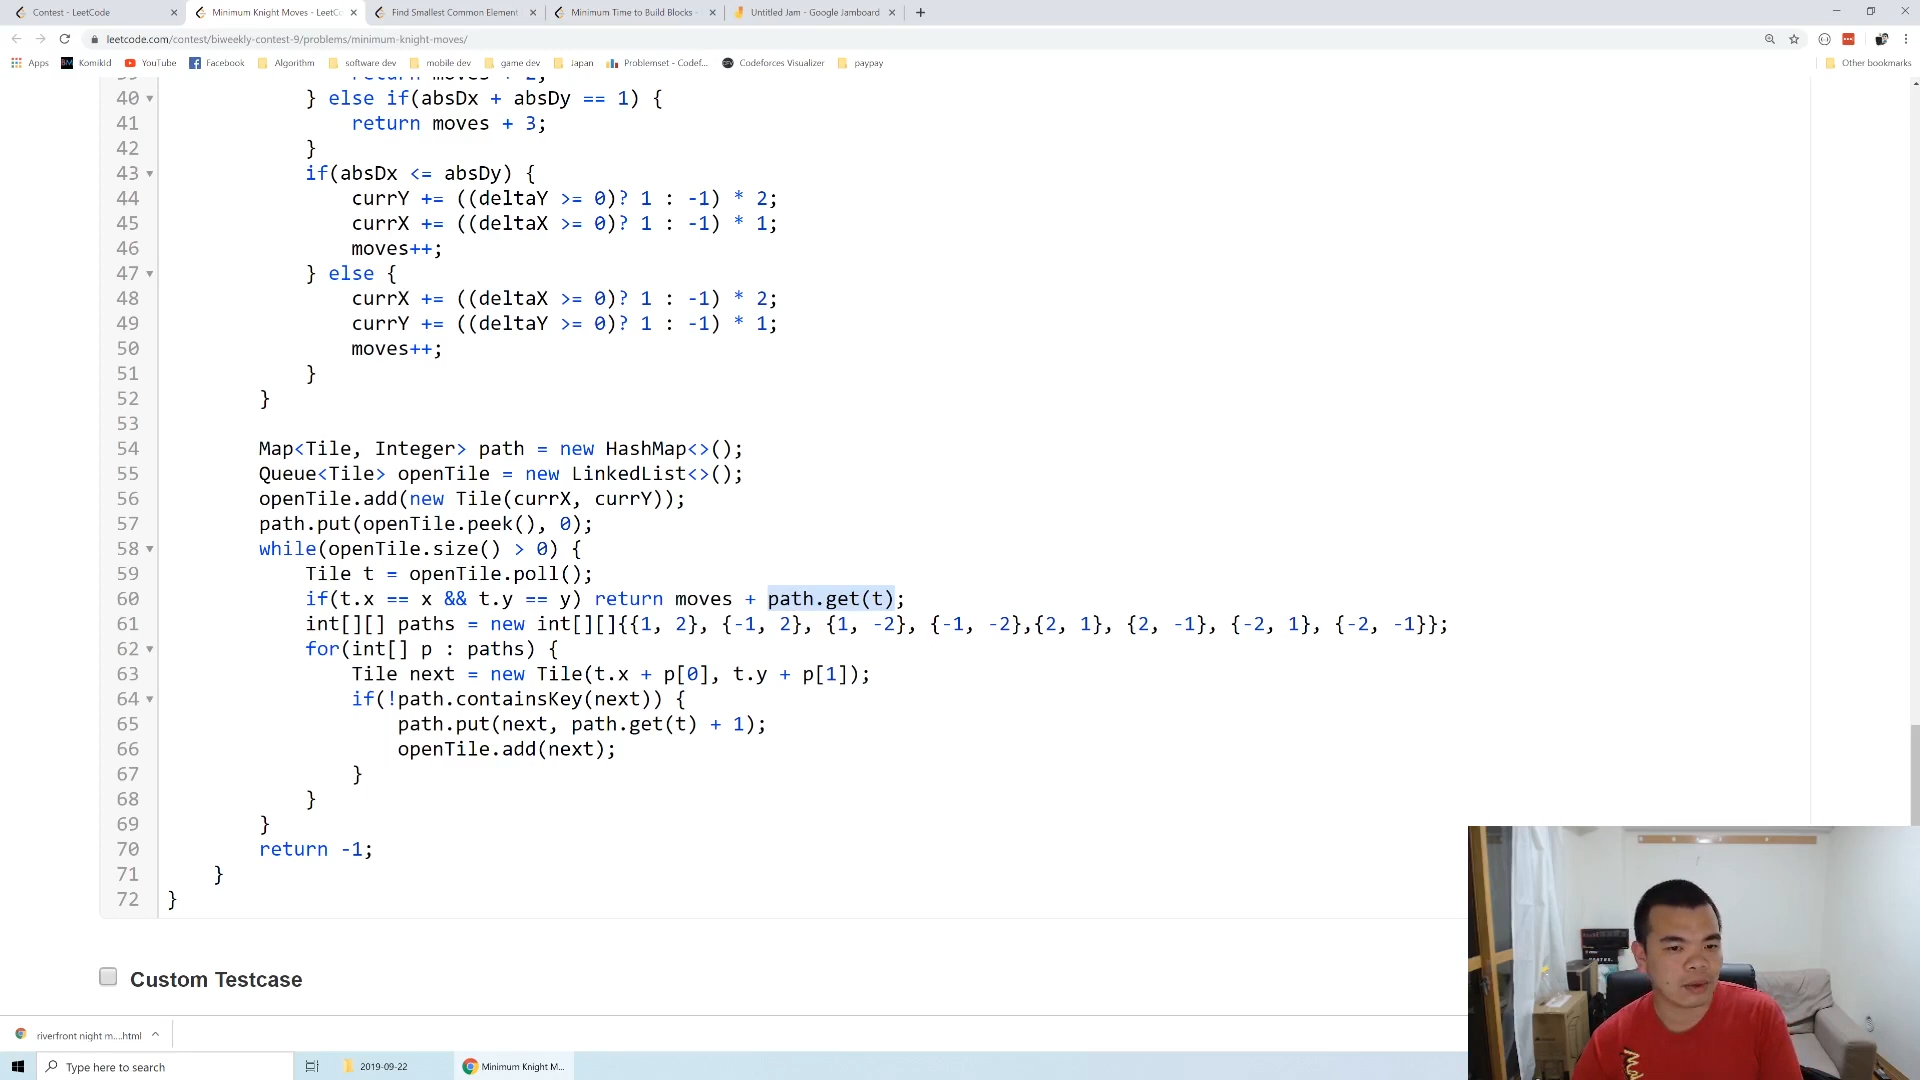 Contest - LeetCode
Minimum Knight Moves - LeetCo
Find Smallest Common Element
Minimum Time to Build Blocks -
Untitled Jam - Google Jamboard
leetcode.com/contest/biweekly-contest-9/problems/minimum-knight-moves/
Apps Komikld YouTube Facebook Algorithm software dev mobile dev game dev Japan Problemset - Codef... Codeforces Visualizer paypay Other bookmarks
39 return moves + 2;
40 } else if(absDx + absDy == 1) {
41 return moves + 3;
42 }
43 if(absDx <= absDy) {
44 currY += ((deltaY >= 0)? 1 : -1) * 2;
45 currX += ((deltaX >= 0)? 1 : -1) * 1;
46 moves++;
47 } else {
48 currX += ((deltaX >= 0)? 1 : -1) * 2;
49 currY += ((deltaY >= 0)? 1 : -1) * 1;
50 moves++;
51 }
52 }
53
54 Map<Tile, Integer> path = new HashMap<>();
55 Queue<Tile> openTile = new LinkedList<>();
56 openTile.add(new Tile(currX, currY));
57 path.put(openTile.peek(), 0);
58 while(openTile.size() > 0) {
59 Tile t = openTile.poll();
60 if(t.x == x && t.y == y) return moves + path.get(t);
61 int[][] paths = new int[][]{{1, 2}, {-1, 2}, {1, -2}, {-1, -2},{2, 1}, {2, -1}, {-2, 1}, {-2, -1}};
62 for(int[] p : paths) {
63 Tile next = new Tile(t.x + p[0], t.y + p[1]);
64 if(!path.containsKey(next)) {
65 path.put(next, path.get(t) + 1);
66 openTile.add(next);
67 }
68 }
69 }
70 return -1;
71 }
72 }
Custom Testcase
riverfront night m....html
Type here to search
2019-09-22
Minimum Knight M...